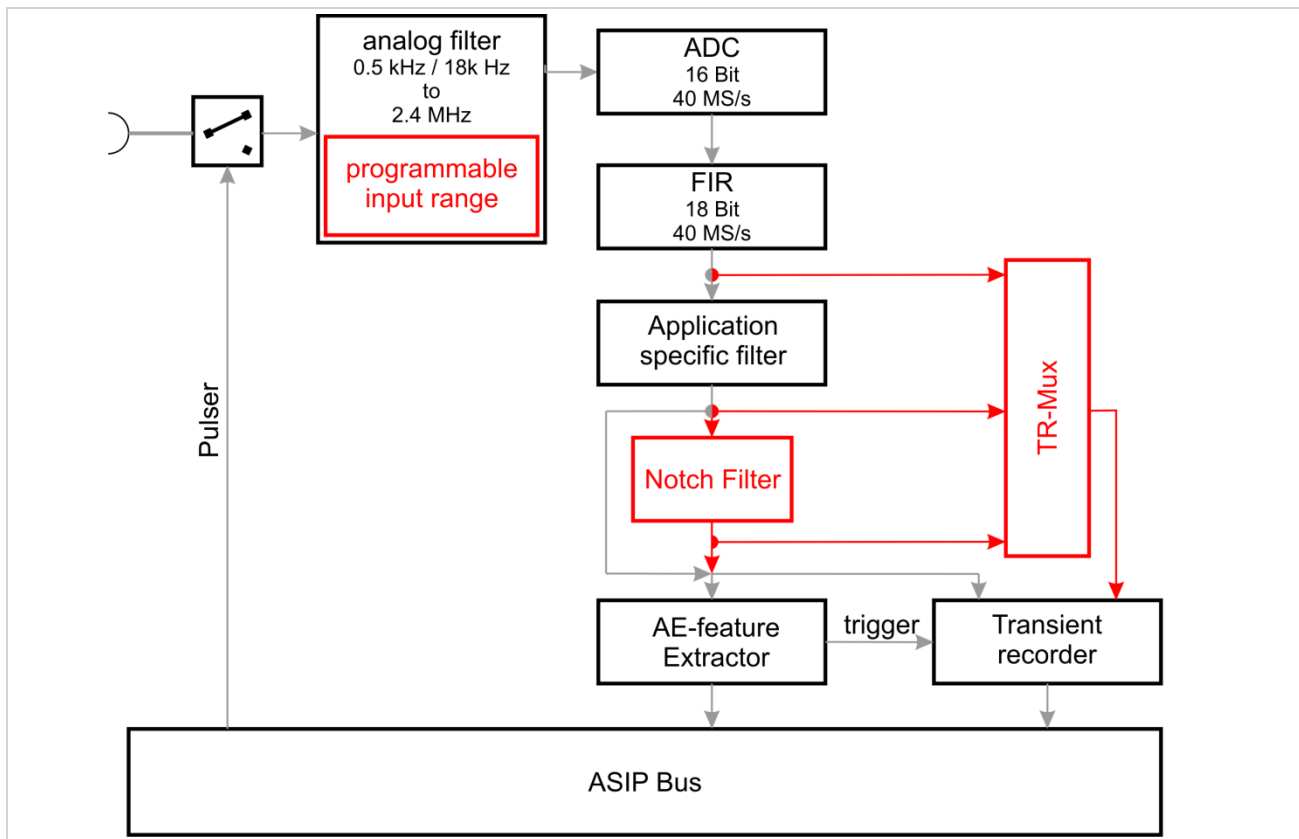 analog filter
0.5 kHz / 18k Hz
to
2.4 MHz
programmable
input range
ADC
16 Bit
40 MS/s
FIR
18 Bit
40 MS/s
Application
specific filter
TR-Mux
Pulser
Notch Filter
AE-feature
Extractor
trigger
Transient
recorder
ASIP Bus